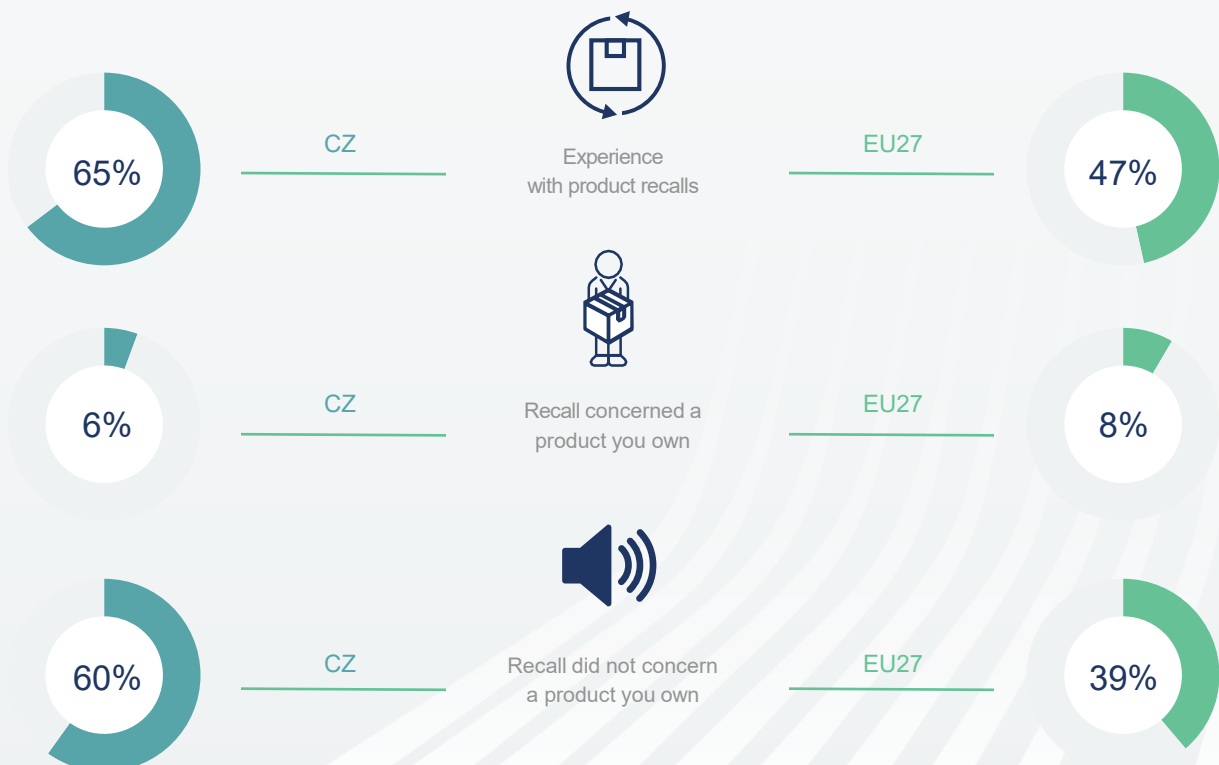 65%
CZ
Experience
with product recalls
EU27
47%
6%
CZ
Recall concerned a
product you own
EU27
8%
60%
CZ
Recall did not concern
a product you own
EU27
39%